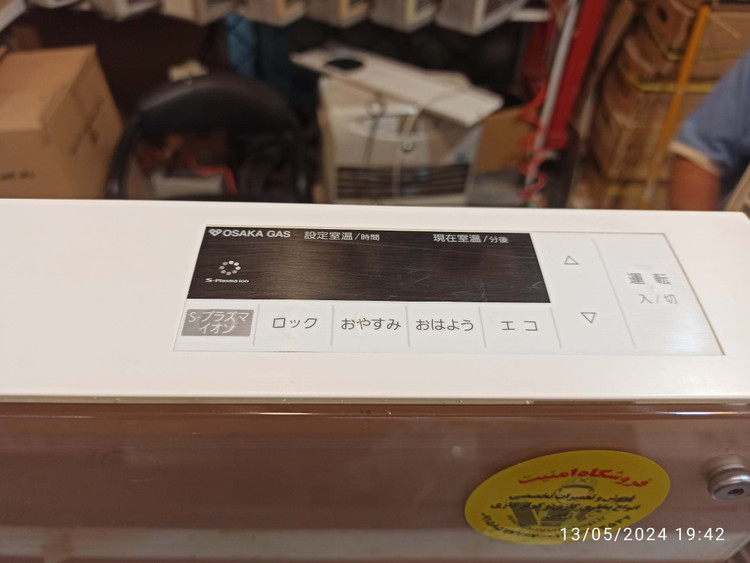 OSAKA GAS 設定室温/時間 現在室温/分後
S-Plasma ion
S-プラズマ
イオン
ロック
おやすみ
おはよう
エコ
△
▽
運転
入/切
فروشگاه امنیت
13/05/2024 19:42